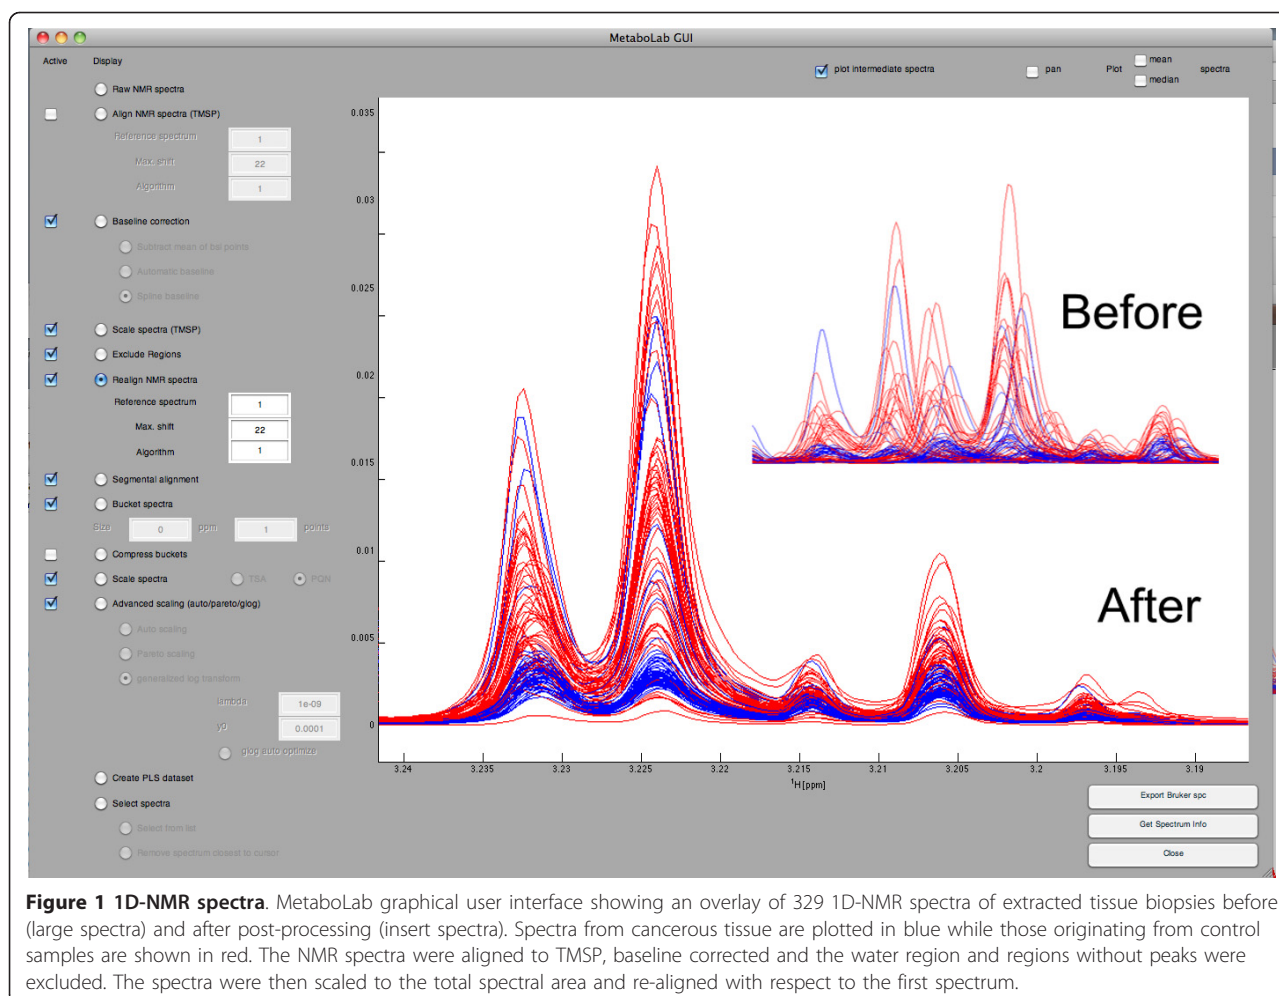 MetaboLab GUI
Active Display
plot intermediate spectra
pan
Plot
mean
median
spectra
Raw NMR spectra
Align NMR spectra (TMSP)
Reference spectrum 1
Max. shift 22
Algorithm 1
Baseline correction
Subtract mean of bsl points
Automatic baseline
Spline baseline
Scale spectra (TMSP)
Exclude Regions
Realign NMR spectra
Reference spectrum 1
Max. shift 22
Algorithm 1
Segmental alignment
Bucket spectra
Size 0 ppm 1 points
Compress buckets
Scale spectra TSA PQN
Advanced scaling (auto/pareto/glog)
Auto scaling
Pareto scaling
generalized log transform
lambda 1e-09
y0 0.0001
glog auto optimize
Create PLS dataset
Select spectra
Select from list
Remove spectrum closest to cursor
0.035
0.03
0.025
0.02
0.015
0.01
0.005
0
Before
After
3.24 3.235 3.23 3.225 3.22 3.215 3.21 3.205 3.2 3.195 3.19
¹H [ppm]
Export Bruker spc
Get Spectrum Info
Close
Figure 1 1D-NMR spectra. MetaboLab graphical user interface showing an overlay of 329 1D-NMR spectra of extracted tissue biopsies before
(large spectra) and after post-processing (insert spectra). Spectra from cancerous tissue are plotted in blue while those originating from control
samples are shown in red. The NMR spectra were aligned to TMSP, baseline corrected and the water region and regions without peaks were
excluded. The spectra were then scaled to the total spectral area and re-aligned with respect to the first spectrum.